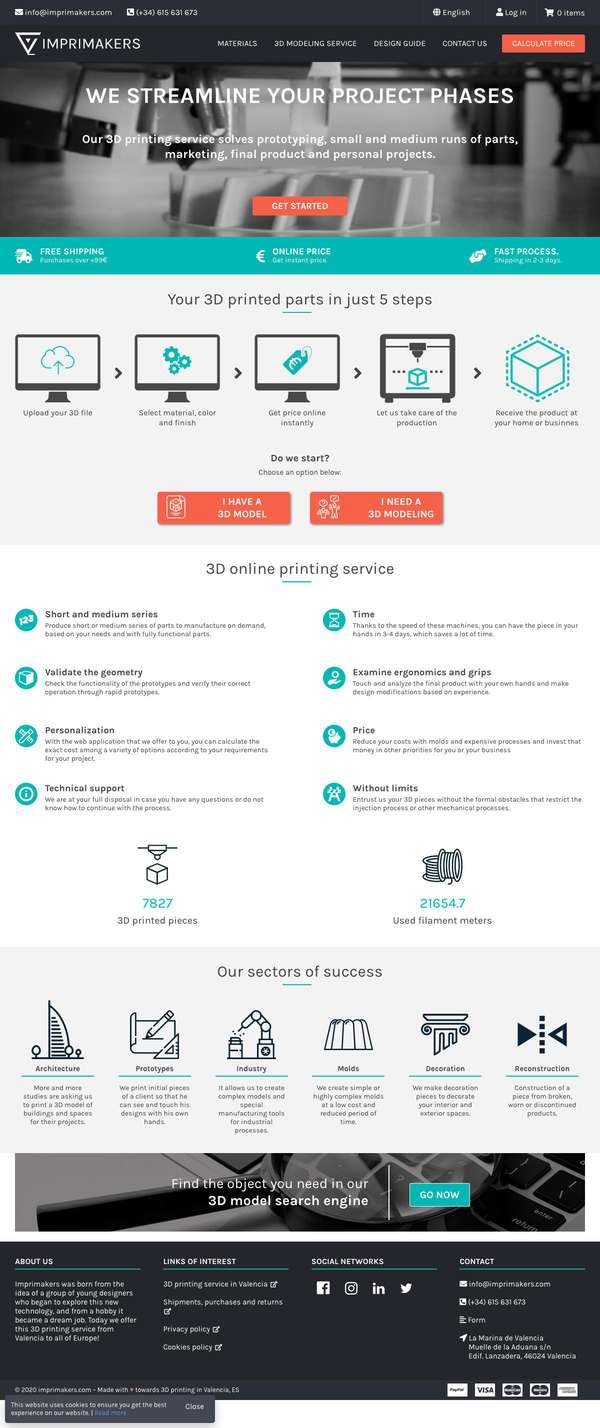 info@imprimakers.com
(+34) 615 631 673
English
Log in
0 items
IMPRIMAKERS
MATERIALS
3D MODELING SERVICE
DESIGN GUIDE
CONTACT US
CALCULATE PRICE
WE STREAMLINE YOUR PROJECT PHASES
Our 3D printing service solves prototyping, small and medium runs of parts,
marketing, final product and personal projects.
GET STARTED
FREE SHIPPING
Purchases over +99€
ONLINE PRICE
Get instant price.
FAST PROCESS.
Shipping in 2-3 days.
Your 3D printed parts in just 5 steps
Upload your 3D file
Select material, color
and finish
Get price online
instantly
Let us take care of the
production
Receive the product at
your home or businnes
Do we start?
Choose an option below:
I HAVE A
3D MODEL
I NEED A
3D MODELING
3D online printing service
123
Short and medium series
Produce short or medium series of parts to manufacture on demand,
based on your needs and with fully functional parts.
Time
Thanks to the speed of these machines, you can have the piece in your
hands in 3-4 days, which saves a lot of time.
Validate the geometry
Check the functionality of the prototypes and verify their correct
operation through rapid prototypes.
Examine ergonomics and grips
Touch and analyze the final product with your own hands and make
design modifications based on experience.
Personalization
With the web application that we offer to you, you can calculate the
exact cost among a variety of options according to your requirements
for your project.
Price
Reduce your costs with molds and expensive processes and invest that
money in other priorities for you or your business
Technical support
We are at your full disposal in case you have any questions or do not
know how to continue with the process.
Without limits
Entrust us your 3D pieces without the formal obstacles that restrict the
injection process or other mechanical processes.
7827
3D printed pieces
21654.7
Used filament meters
Our sectors of success
Architecture
More and more
studies are asking us
to print a 3D model of
buildings and spaces
for their projects.
Prototypes
We print initial pieces
of a client so that he
can see and touch his
designs with his own
hands.
Industry
It allows us to create
complex models and
special
manufacturing tools
for industrial
processes.
Molds
We create simple or
highly complex molds
at a low cost and
reduced period of
time.
Decoration
We make decoration
pieces to decorate
your interior and
exterior spaces.
Reconstruction
Construction of a
piece from broken,
worn or discontinued
products.
Find the object you need in our
3D model search engine
GO NOW
return
ABOUT US
Imprimakers was born from the
idea of a group of young designers
who began to explore this new
technology, and from a hobby it
became a dream job. Today we offer
this 3D printing service from
Valencia to all of Europe!
LINKS OF INTEREST
3D printing service in Valencia
Shipments, purchases and returns
Privacy policy
Cookies policy
SOCIAL NETWORKS
CONTACT
info@imprimakers.com
(+34) 615 631 673
Form
La Marina de Valencia
Muelle de la Aduana s/n
Edif. Lanzadera, 46024 Valencia
© 2020 imprimakers.com – Made with ♥ towards 3D printing in Valencia, ES
PayPal
VISA
This website uses cookies to ensure you get the best
experience on our website. | Read more
Close